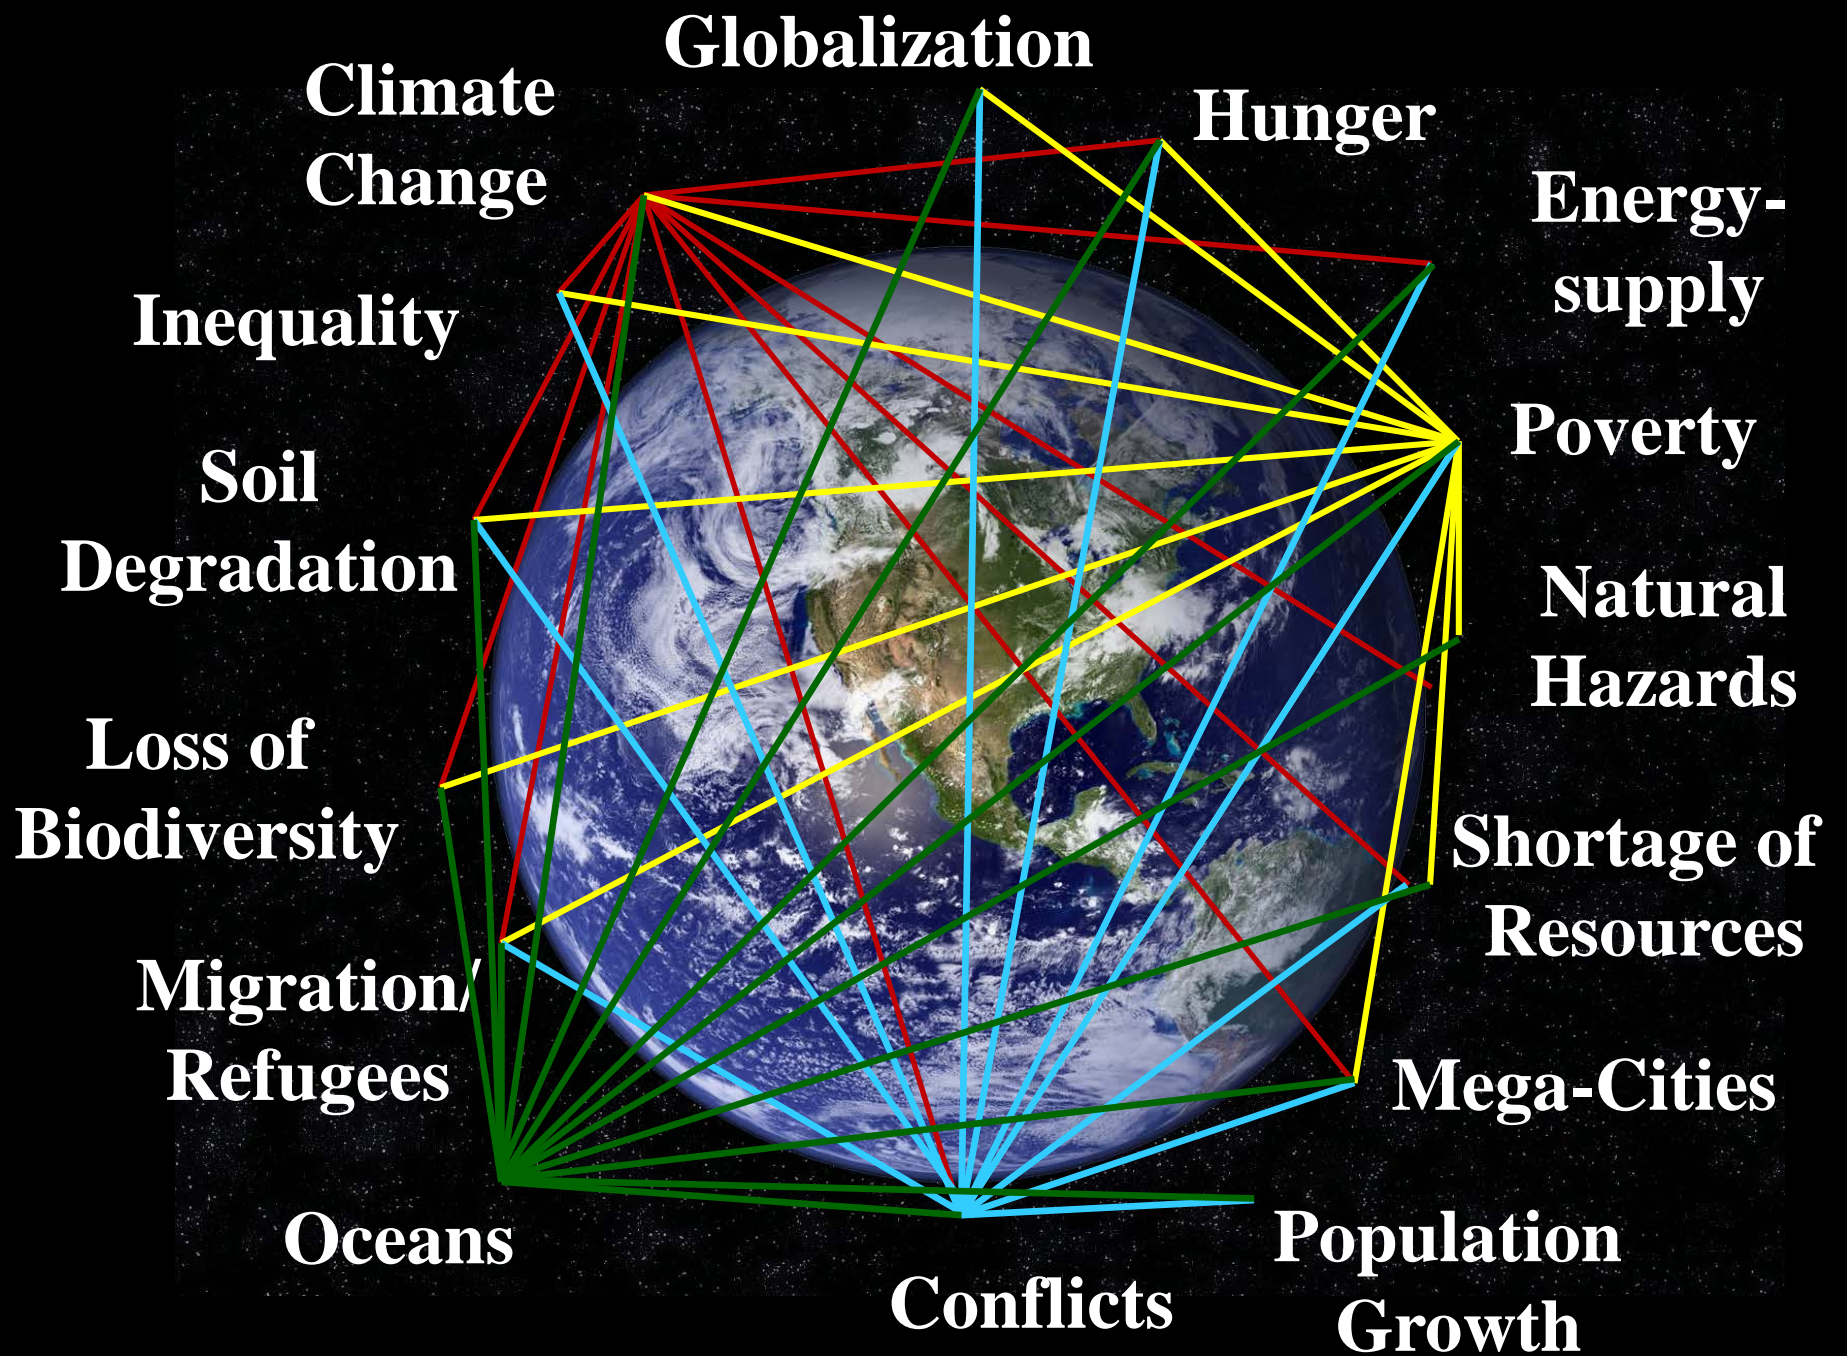 Globalization
Climate
Change
Hunger
Energy-
supply
Inequality
Poverty
Soil
Degradation
Natural
Hazards
Loss of
Biodiversity
Shortage of
Resources
Migration/
Refugees
Mega-Cities
Oceans
Population
Growth
Conflicts